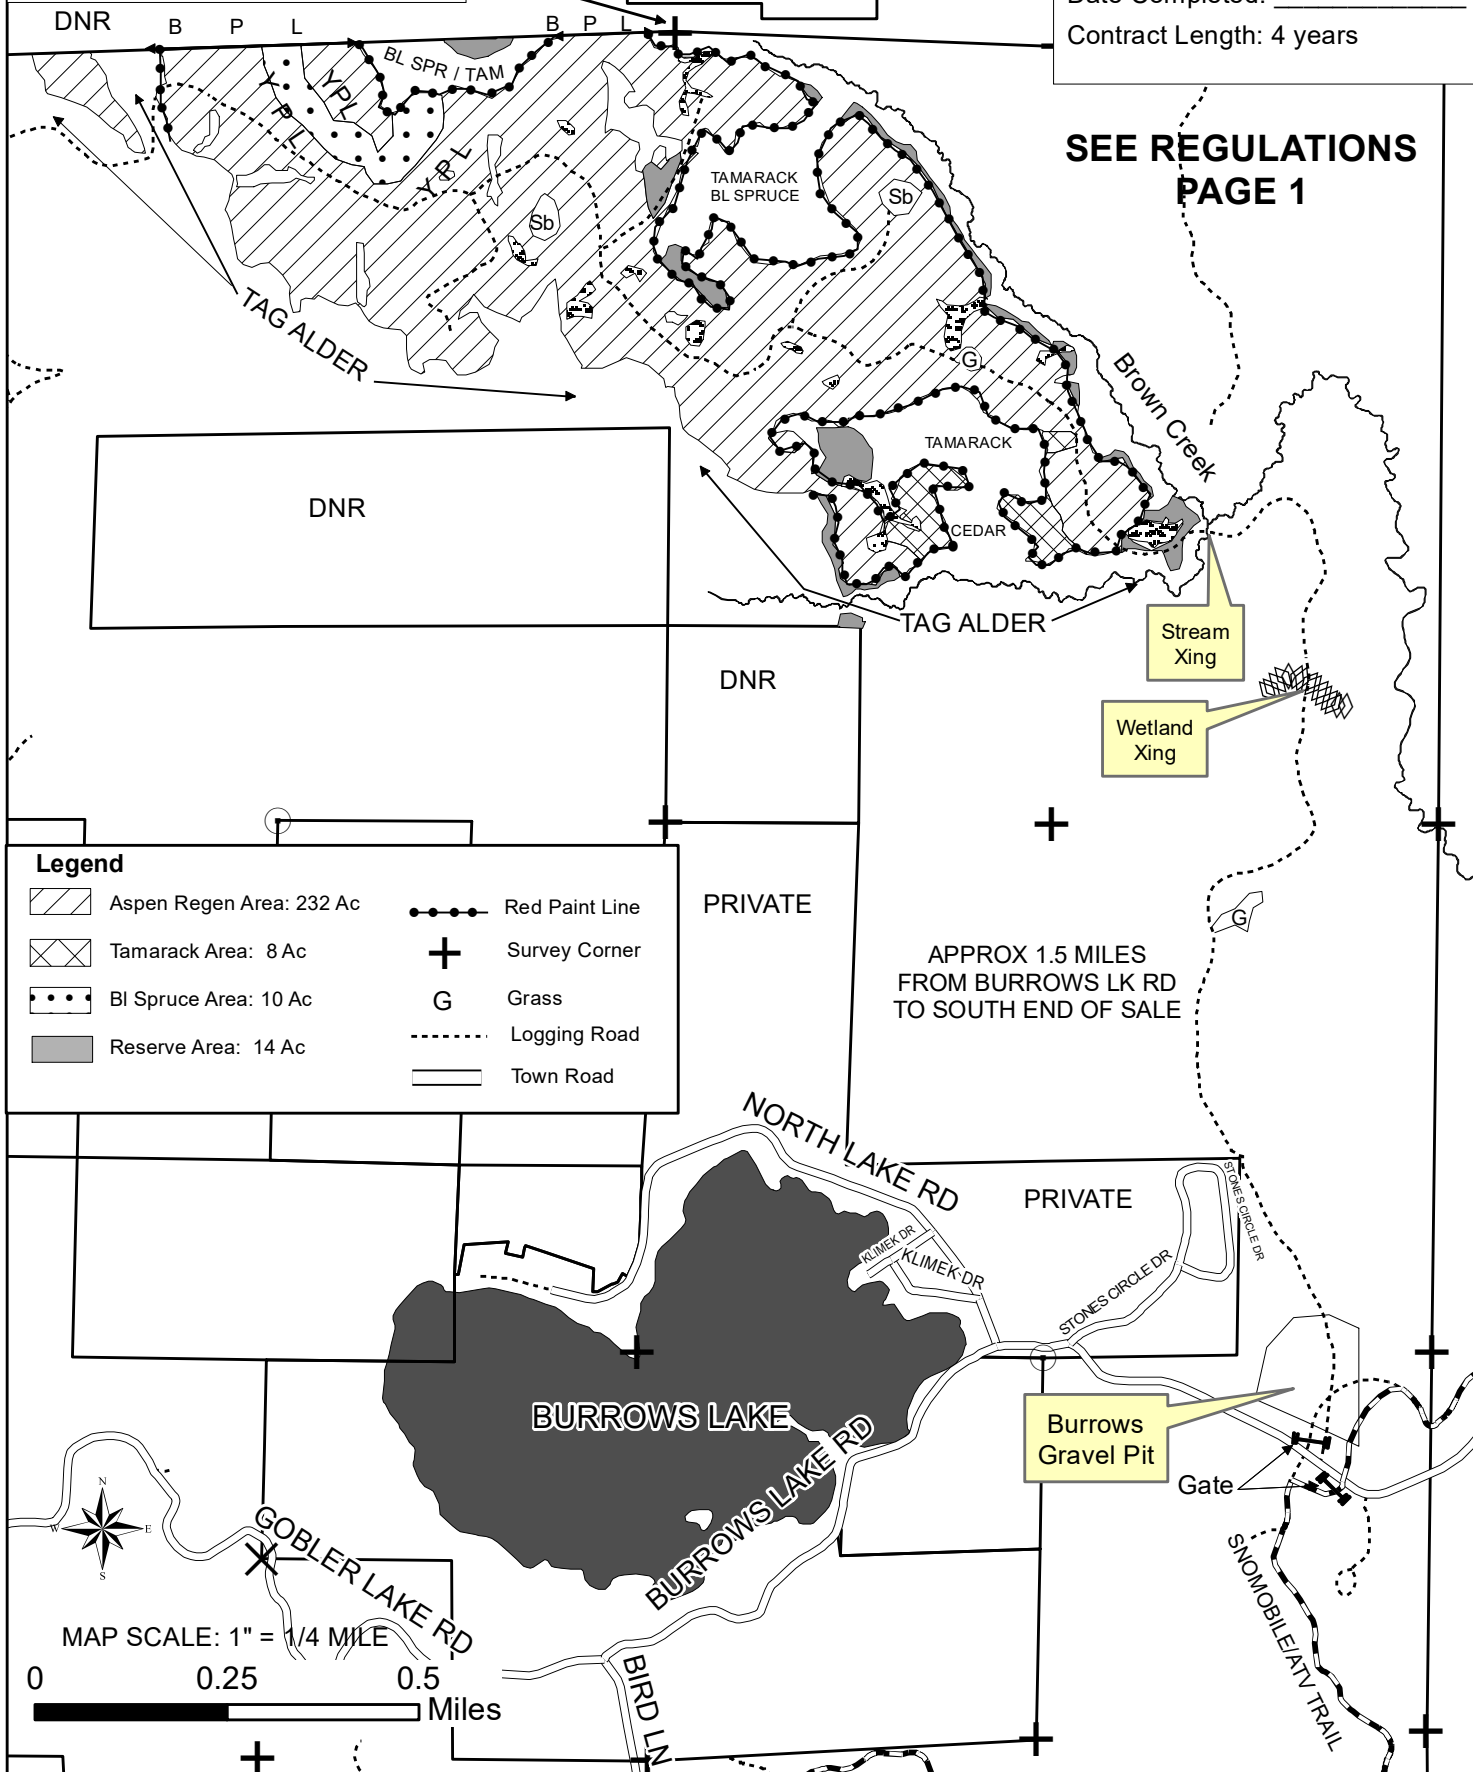 Contract Length: 4 years
DNR
B P L
B P L
BL SPR / TAM
Y P L
YPL
Y P L
SEE REGULATIONS
PAGE 1
TAMARACK
BL SPRUCE
Sb
Sb
TAG ALDER
G
Brown Creek
TAMARACK
DNR
CEDAR
TAG ALDER
Stream
Xing
DNR
Wetland
Xing
Legend
Aspen Regen Area: 232 Ac
Tamarack Area: 8 Ac
Bl Spruce Area: 10 Ac
Reserve Area: 14 Ac
Red Paint Line
Survey Corner
G Grass
Logging Road
Town Road
PRIVATE
G
APPROX 1.5 MILES
FROM BURROWS LK RD
TO SOUTH END OF SALE
NORTH LAKE RD
PRIVATE
STONES CIRCLE DR
KLIMEK DR
KLIMEK DR
STONES CIRCLE DR
BURROWS LAKE
BURROWS LAKE RD
Burrows
Gravel Pit
Gate
N
W E
S
GOBLER LAKE RD
SNOMOBILE/ATV TRAIL
MAP SCALE: 1" = 1/4 MILE
0 0.25 0.5
Miles
BIRD LN